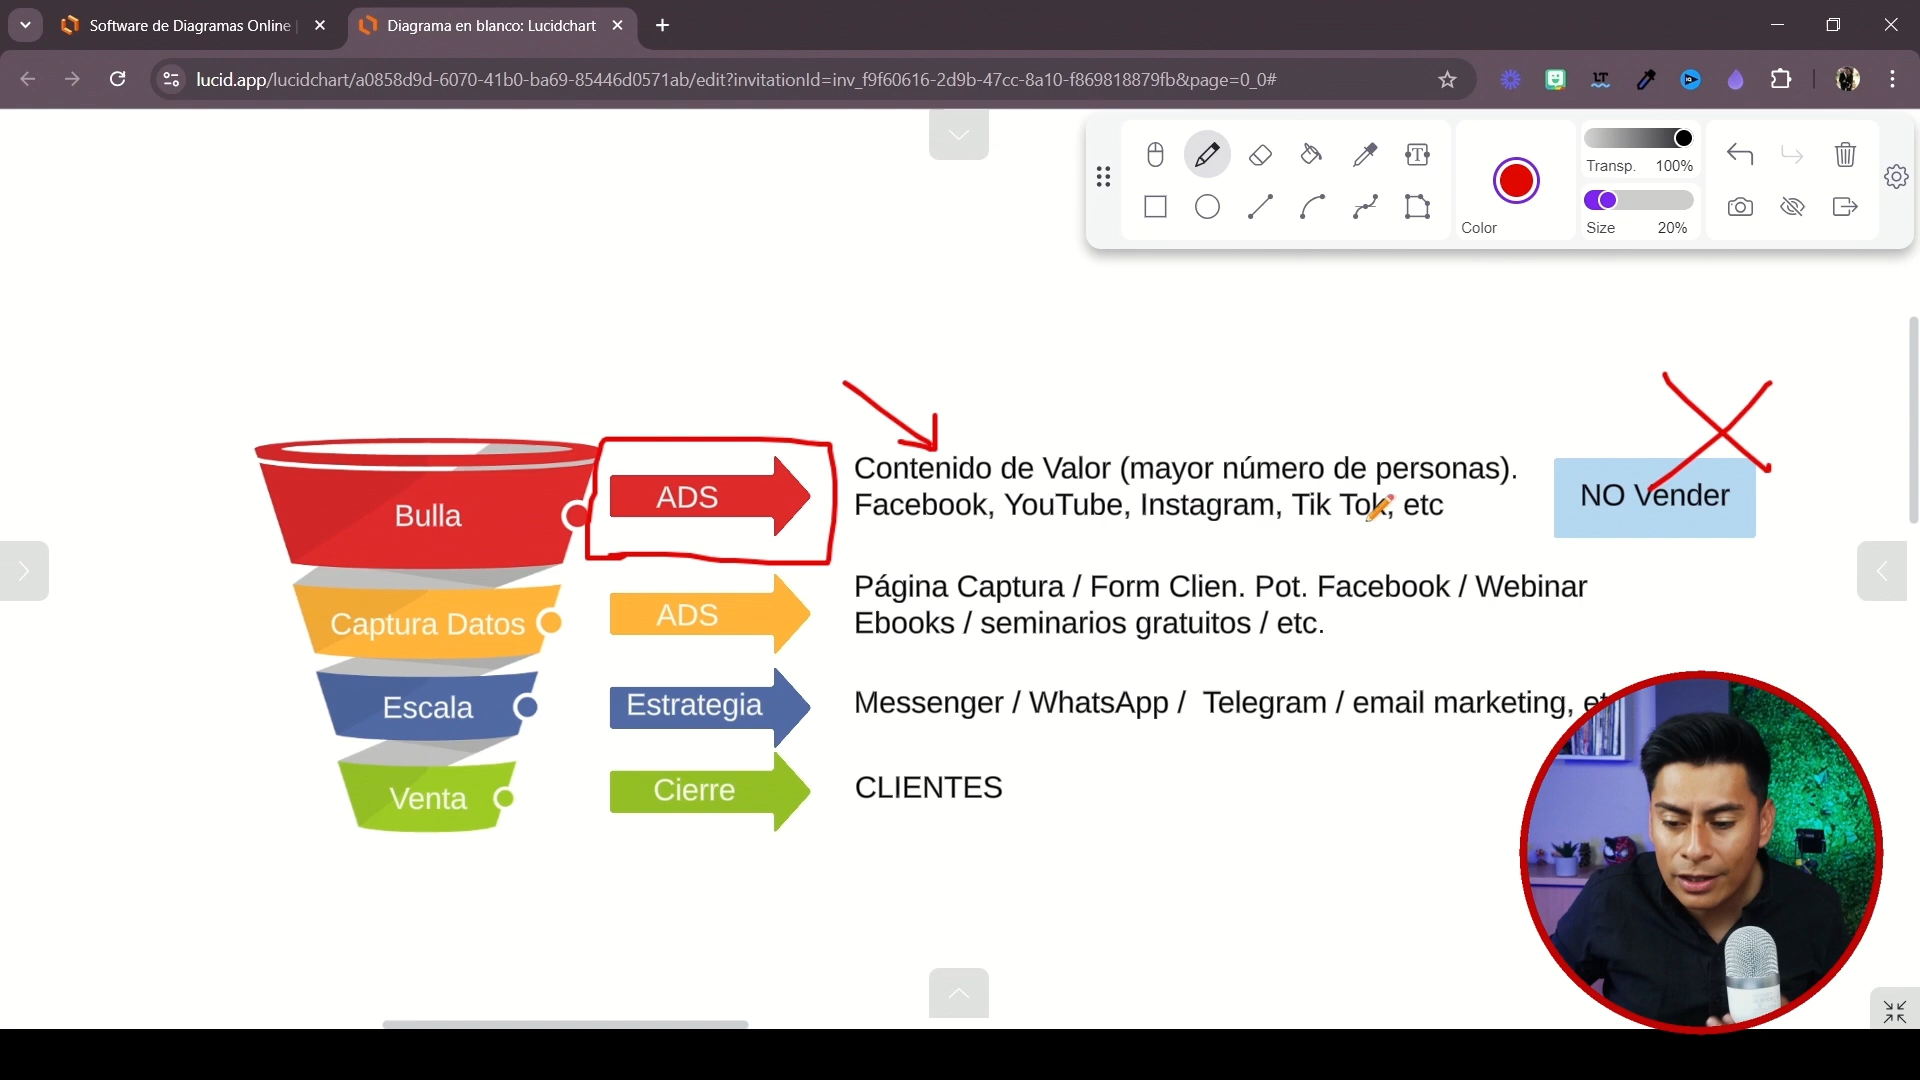 Software de Diagramas Online
Diagrama en blanco: Lucidchart
lucid.app/lucidchart/a0858d9d-6070-41b0-ba69-85446d0571ab/edit?invitationId=inv_f9f60616-2d9b-47cc-8a10-f869818879fb&page=0_0#
Transp. 100%
Color
Size 20%
Bulla
ADS
Contenido de Valor (mayor número de personas).
Facebook, YouTube, Instagram, Tik Tok, etc
NO Vender
Captura Datos
ADS
Página Captura / Form Clien. Pot. Facebook / Webinar
Ebooks / seminarios gratuitos / etc.
Escala
Estrategia
Messenger / WhatsApp / Telegram / email marketing, et
Venta
Cierre
CLIENTES